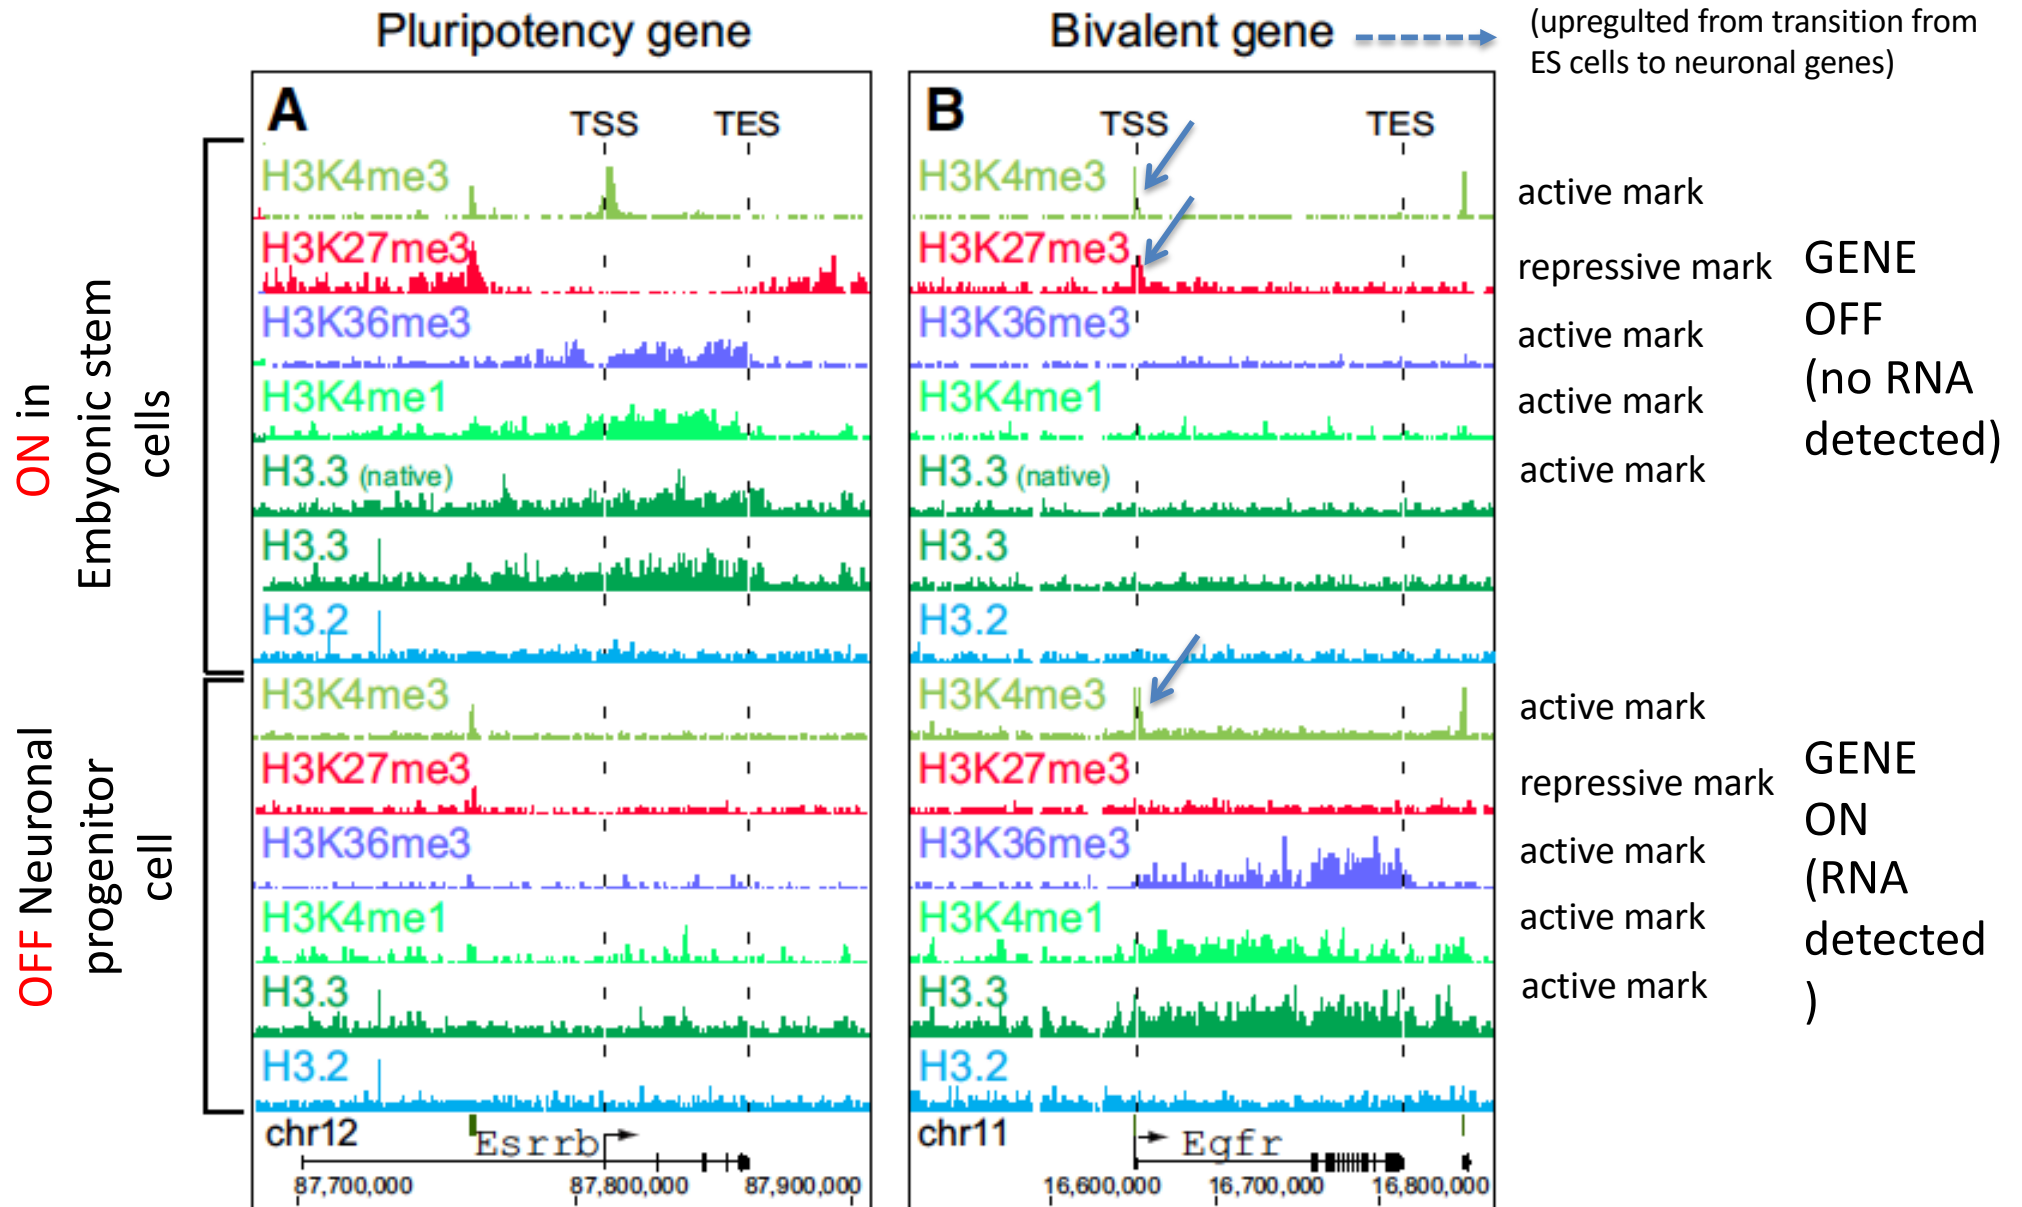 Pluripotency gene
Bivalent gene
(upregulted from transition from
ES cells to neuronal genes)
ON in
Embyonic stem
cells
OFF Neuronal
progenitor
cell
A
TSS TES
H3K4me3
H3K27me3
H3K36me3
H3K4me1
H3.3 (native)
H3.3
H3.2
H3K4me3
H3K27me3
H3K36me3
H3K4me1
H3.3
H3.2
chr12
Esrrb
87,700,000 87,800,000 87,900,000
B
TSS TES
H3K4me3
H3K27me3
H3K36me3
H3K4me1
H3.3 (native)
H3.3
H3.2
H3K4me3
H3K27me3
H3K36me3
H3K4me1
H3.3
H3.2
chr11
Egfr
16,600,000 16,700,000 16,800,000
active mark
repressive mark
active mark
active mark
active mark
GENE
OFF
(no RNA
detected)
active mark
repressive mark
active mark
active mark
active mark
GENE
ON
(RNA
detected
)